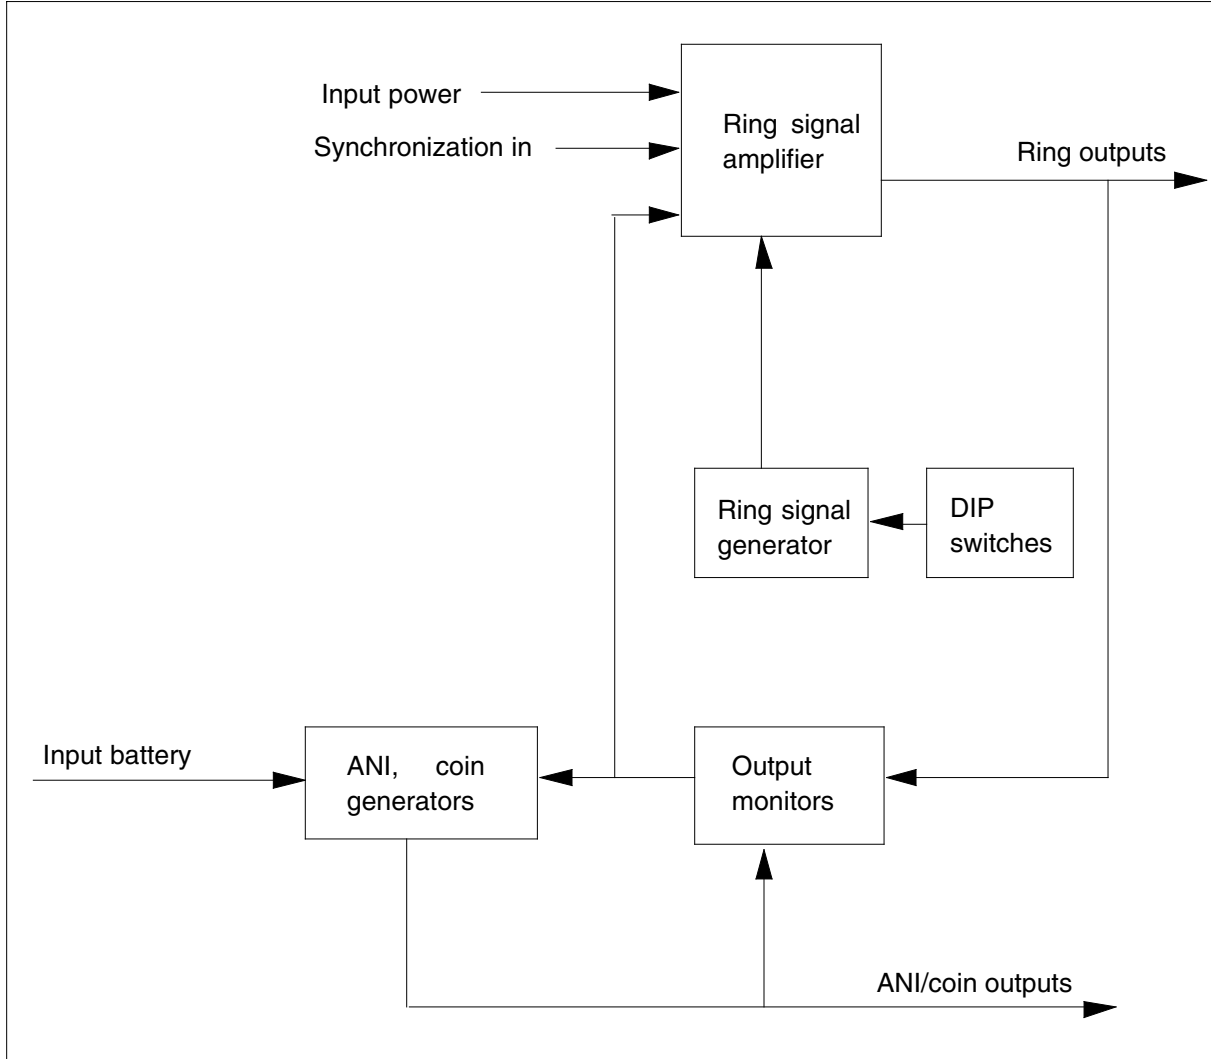 Input power
Ring signal
amplifier
Synchronization in
Ring outputs
Ring signal
generator
DIP
switches
Input battery
ANI, coin
generators
Output
monitors
ANI/coin outputs